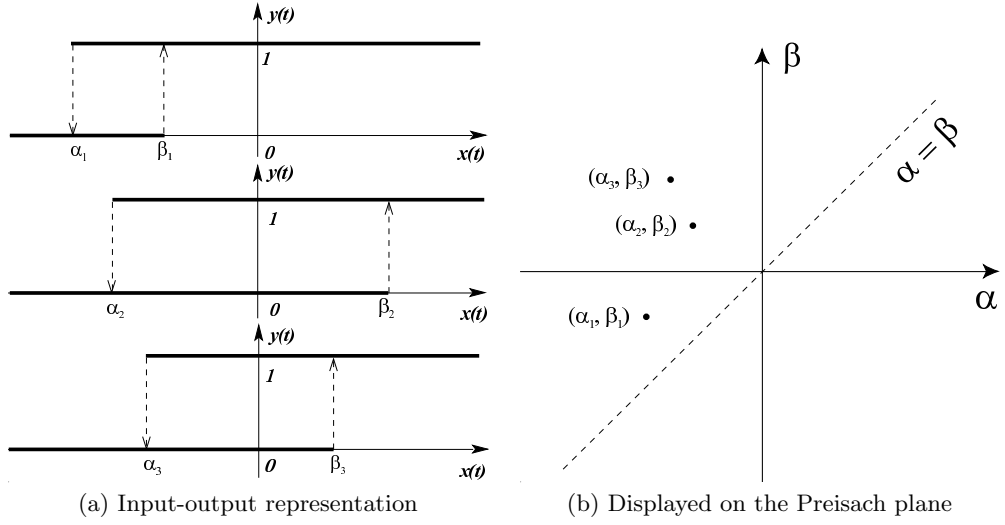 y(t)
1
α₁ β₁ 0 x(t)
y(t)
1
α₂ 0 β₂ x(t)
y(t)
1
α₃ 0 β₃ x(t)
(a) Input-output representation
β
α = β
(α₃, β₃)
(α₂, β₂)
α
(α₁, β₁)
(b) Displayed on the Preisach plane